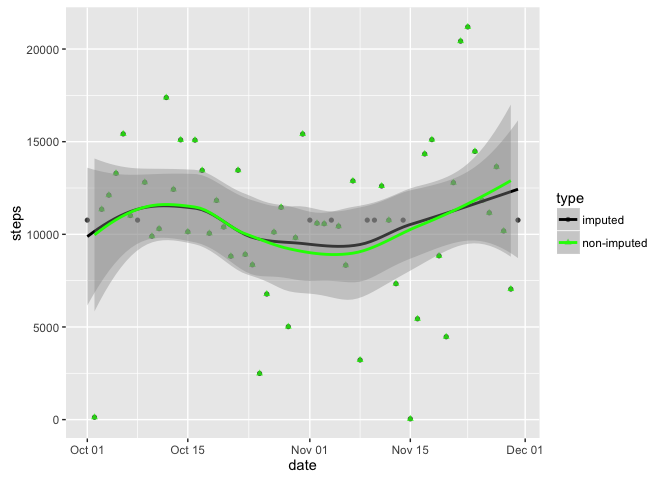 20000
15000
10000
5000
0
steps
Oct 01
Oct 15
Nov 01
Nov 15
Dec 01
date
type
imputed
non-imputed